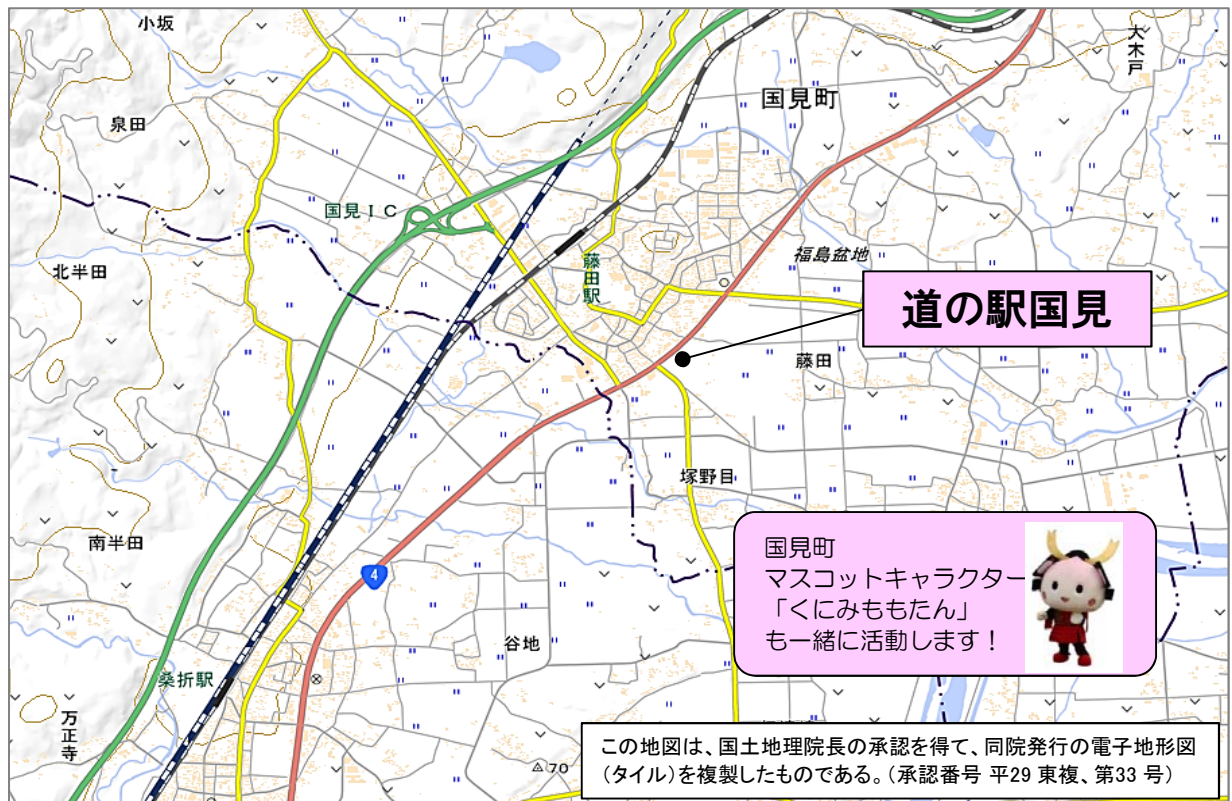 小坂
大木戸
国見町
泉田
国見IC
福島盆地
北半田
藤田駅
道の駅国見
藤田
塚野目
南半田
国見町
マスコットキャラクター
「くにみももたん」
も一緒に活動します！
4
谷地
桑折駅
万正寺
70
この地図は、国土地理院長の承認を得て、同院発行の電子地形図
(タイル)を複製したものである。(承認番号 平29 東複、第33 号)